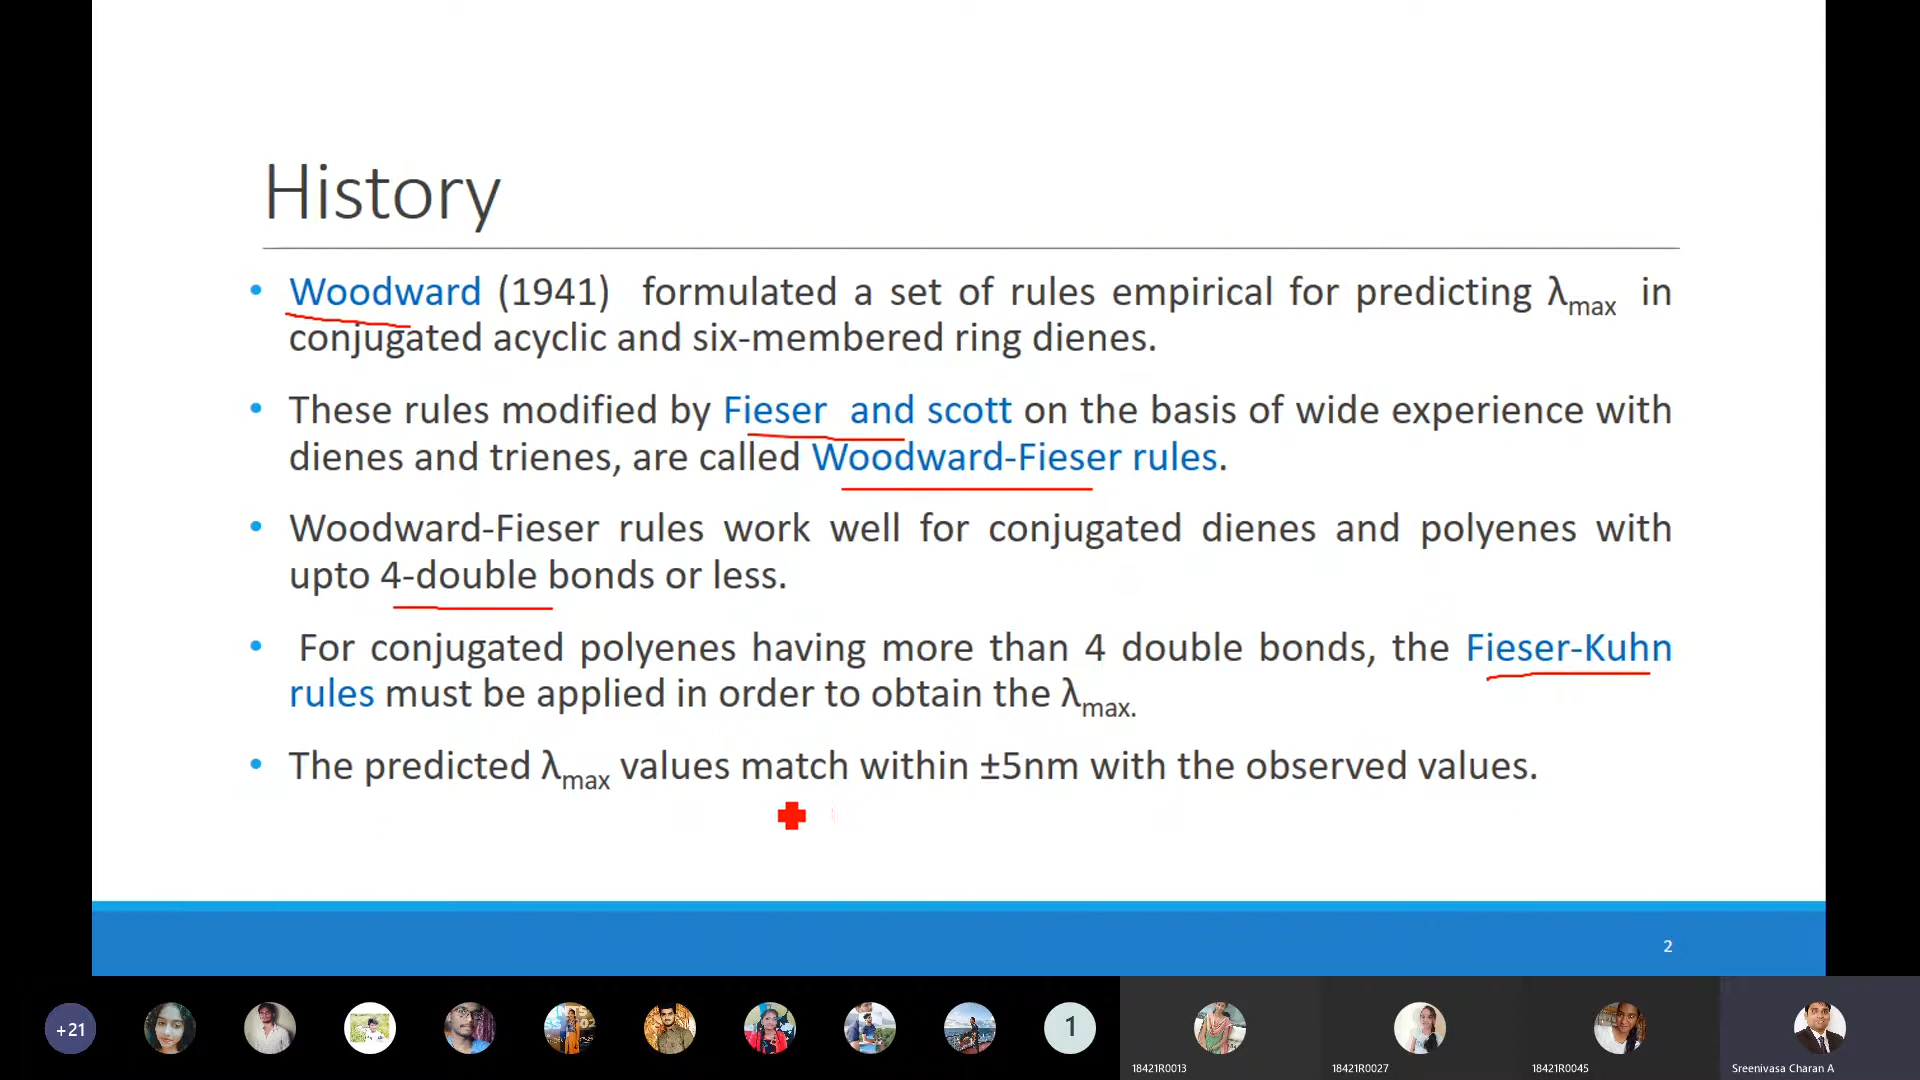 History
• Woodward (1941) formulated a set of rules empirical for predicting λmax in
conjugated acyclic and six-membered ring dienes.
• These rules modified by Fieser and scott on the basis of wide experience with
dienes and trienes, are called Woodward-Fieser rules.
• Woodward-Fieser rules work well for conjugated dienes and polyenes with
upto 4-double bonds or less.
• For conjugated polyenes having more than 4 double bonds, the Fieser-Kuhn
rules must be applied in order to obtain the λmax.
• The predicted λmax values match within ±5nm with the observed values.
2
+21
1
18421R0013
18421R0027
18421R0045
Sreenivasa Charan A